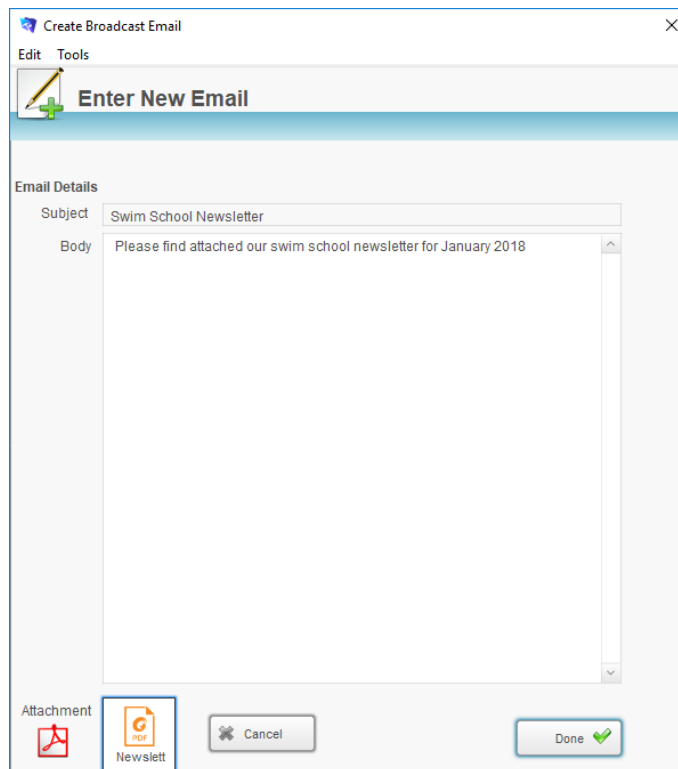 Create Broadcast Email
Edit Tools
Enter New Email
Email Details
Subject Swim School Newsletter
Body Please find attached our swim school newsletter for January 2018
Attachment
PDF
Newslett
Cancel
Done